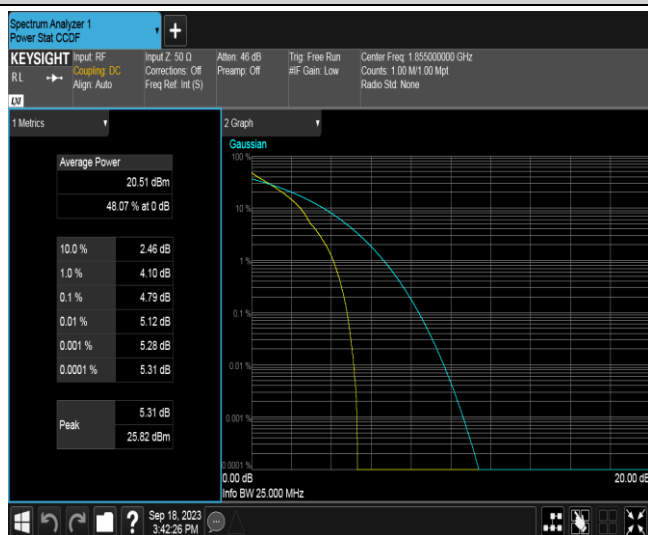 Spectrum Analyzer 1
Power Stat CCDF
+
KEYSIGHT
RL
LXI
Input: RF
Coupling: DC
Align: Auto
Input Z: 50 Ω
Corrections: Off
Freq Ref: Int (S)
Atten: 46 dB
Preamp: Off
Trig: Free Run
#IF Gain: Low
Center Freq: 1.855000000 GHz
Counts: 1.00 M/1.00 Mpt
Radio Std: None
1 Metrics
Average Power
20.51 dBm
48.07 % at 0 dB
10.0 % 2.46 dB
1.0 % 4.10 dB
0.1 % 4.79 dB
0.01 % 5.12 dB
0.001 % 5.28 dB
0.0001 % 5.31 dB
Peak
5.31 dB
25.82 dBm
2 Graph
Gaussian
100 %
10 %
1 %
0.1 %
0.01 %
0.001 %
0.0001 %
0.00 dB 20.00 dB
Info BW 25.000 MHz
?
Sep 18, 2023
3:42:26 PM